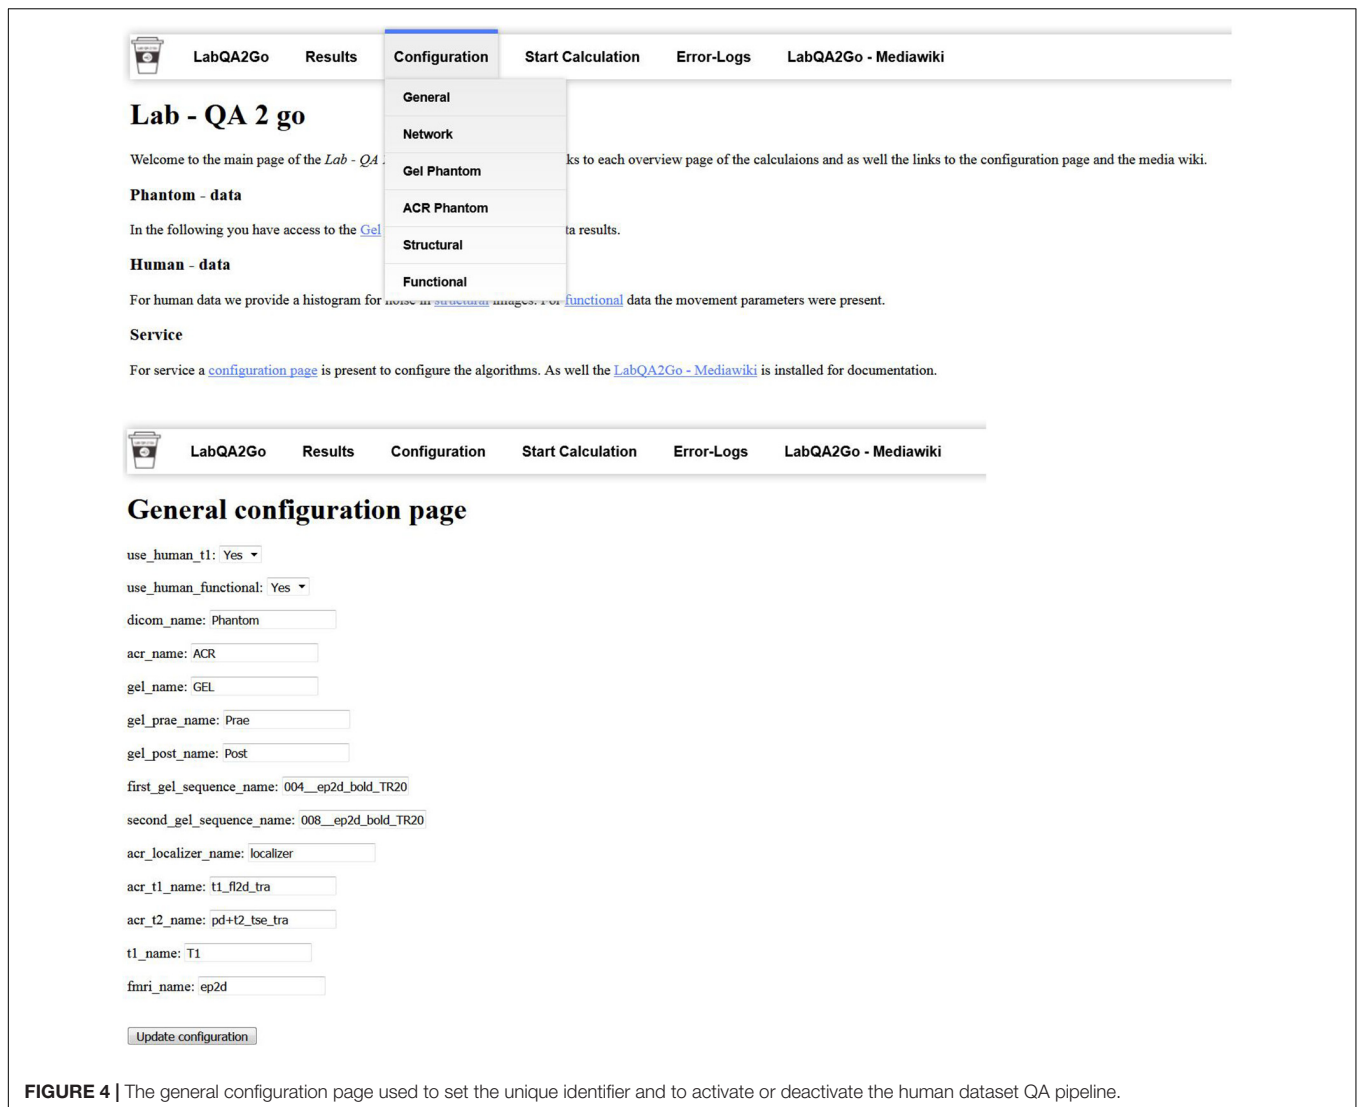 LabQA2Go Results Configuration Start Calculation Error-Logs LabQA2Go - Mediawiki
General
Network
Gel Phantom
ACR Phantom
Structural
Functional
Lab - QA 2 go
Welcome to the main page of the Lab - QA ks to each overview page of the calculaions and as well the links to the configuration page and the media wiki.
Phantom - data
In the following you have access to the Gel ta results.
Human - data
For human data we provide a histogram for noise in structural images. For functional data the movement parameters were present.
Service
For service a configuration page is present to configure the algorithms. As well the LabQA2Go - Mediawiki is installed for documentation.
LabQA2Go Results Configuration Start Calculation Error-Logs LabQA2Go - Mediawiki
General configuration page
use_human_t1: Yes
use_human_functional: Yes
dicom_name: Phantom
acr_name: ACR
gel_name: GEL
gel_prae_name: Prae
gel_post_name: Post
first_gel_sequence_name: 004__ep2d_bold_TR20
second_gel_sequence_name: 008__ep2d_bold_TR20
acr_localizer_name: localizer
acr_t1_name: t1_fl2d_tra
acr_t2_name: pd+t2_tse_tra
t1_name: T1
fmri_name: ep2d
Update configuration
FIGURE 4 | The general configuration page used to set the unique identifier and to activate or deactivate the human dataset QA pipeline.